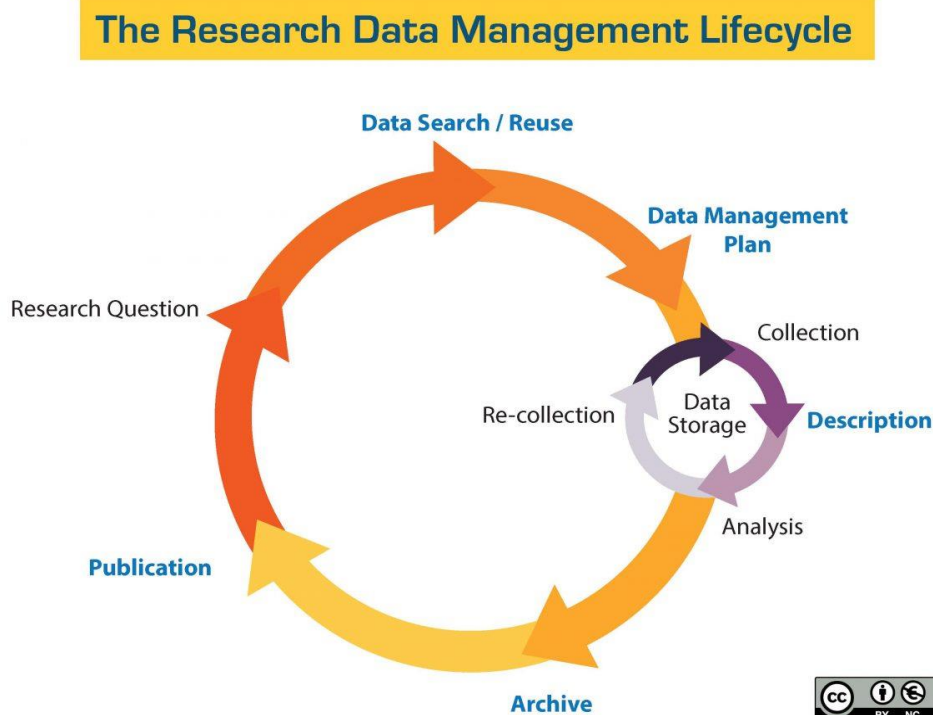 The Research Data Management Lifecycle
Data Search / Reuse
Data Management
Plan
Research Question
Collection
Re-collection
Data
Storage
Description
Analysis
Publication
Archive
cc
BY NC